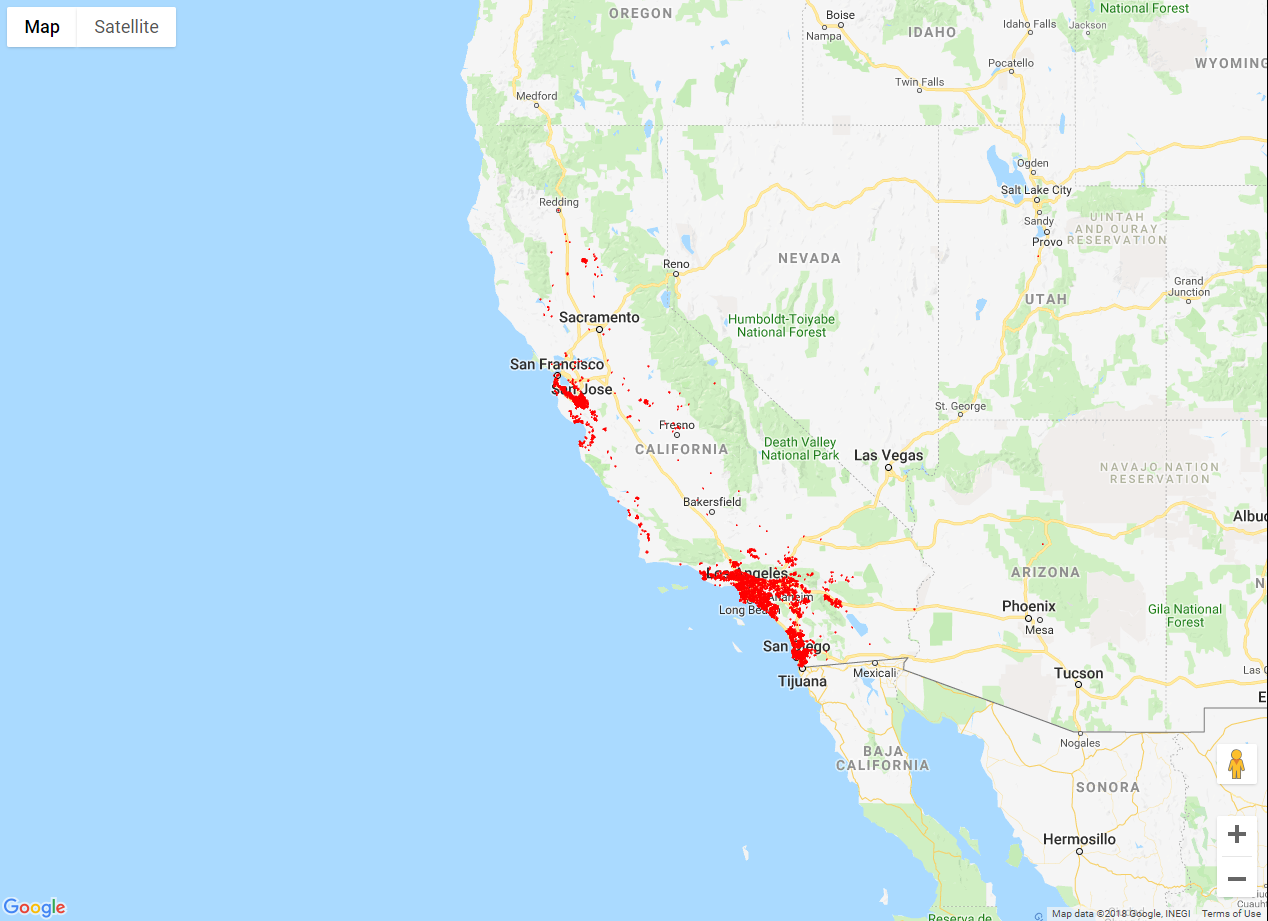 Map
Satellite
OREGON
Boise
Nampa
IDAHO
Idaho Falls
National Forest
Jackson
WYOMING
Pocatello
Twin Falls
Medford
Ogden
Salt Lake City
Sandy
Provo
UINTAH
AND OURAY
RESERVATION
Redding
NEVADA
Reno
Grand
Junction
UTAH
Sacramento
Humboldt-Toiyabe
National Forest
San Francisco
San Jose
St. George
Fresno
CALIFORNIA
Death Valley
National Park
Las Vegas
NAVAJO NATION
RESERVATION
Bakersfield
Albuq
Los Angeles
ARIZONA
Anaheim
Long Beach
Phoenix
Mesa
Gila National
Forest
San Diego
Tijuana
Mexicali
Tucson
Las C
Nogales
BAJA
CALIFORNIA
SONORA
Hermosillo
Cuauh
Reserva de
Google
Map data ©2018 Google, INEGI
Terms of Use